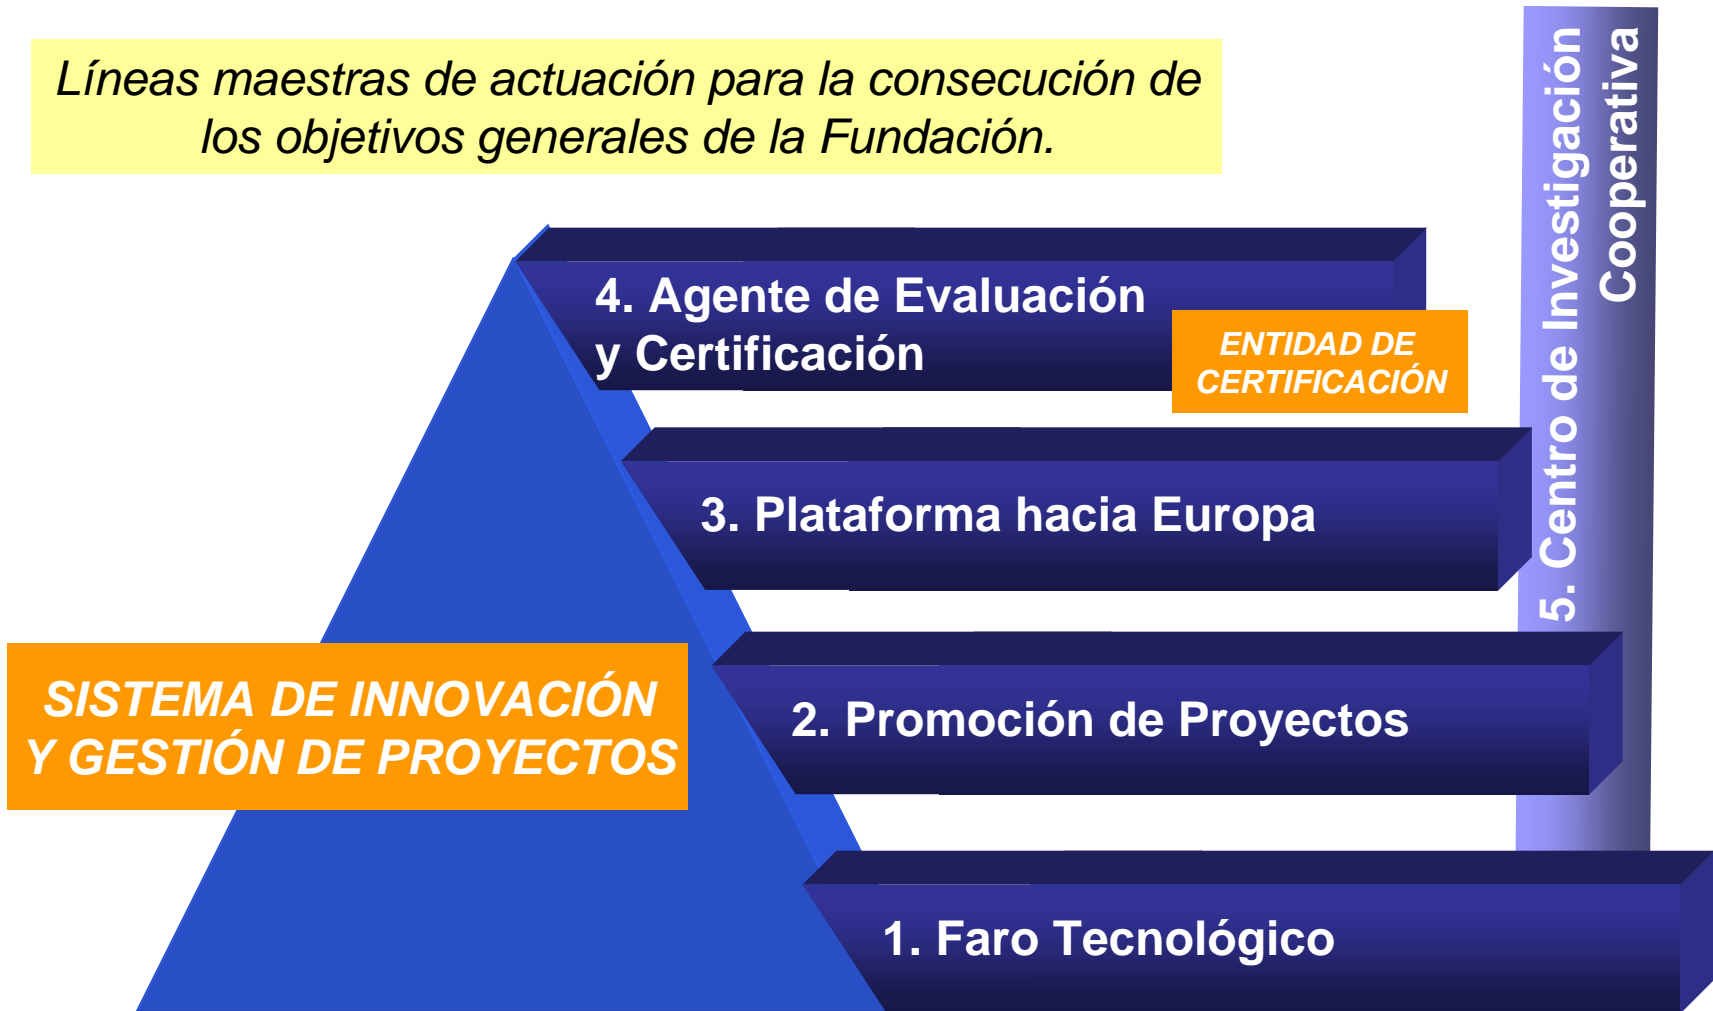 Líneas maestras de actuación para la consecución de
los objetivos generales de la Fundación.
4. Agente de Evaluación
y Certificación
ENTIDAD DE
CERTIFICACIÓN
3. Plataforma hacia Europa
SISTEMA DE INNOVACIÓN
Y GESTIÓN DE PROYECTOS
2. Promoción de Proyectos
1. Faro Tecnológico
5. Centro de Investigación
Cooperativa